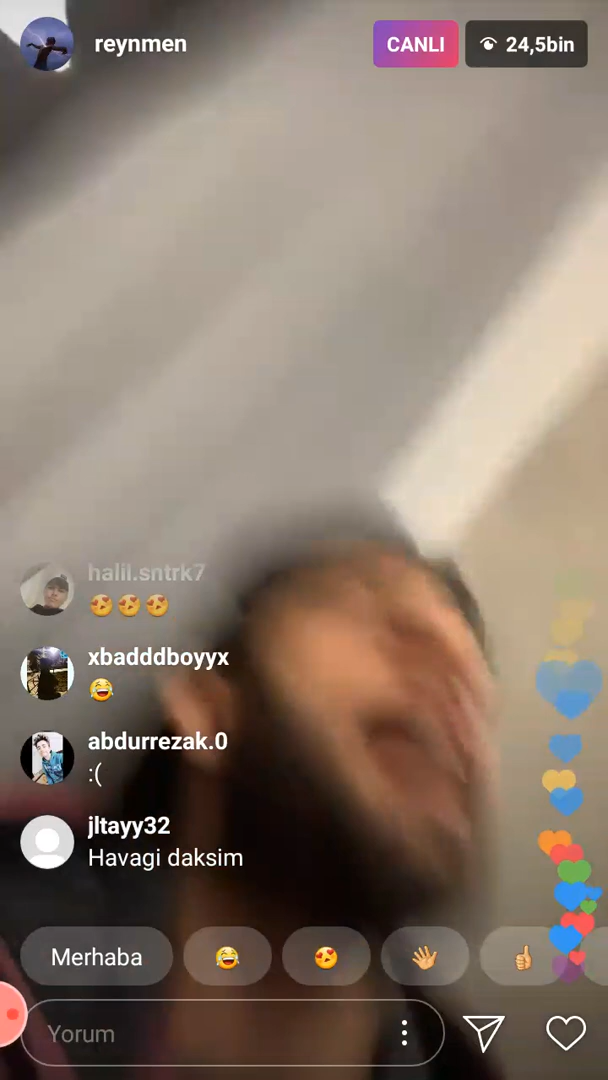 reynmen
CANLI
24,5bin
halil.sntrk7
😍😍😍
xbadddboyyx
😂
abdurrezak.0
:(
jltayy32
Havagi daksim
Merhaba 😂 😍 👋 👍
Yorum